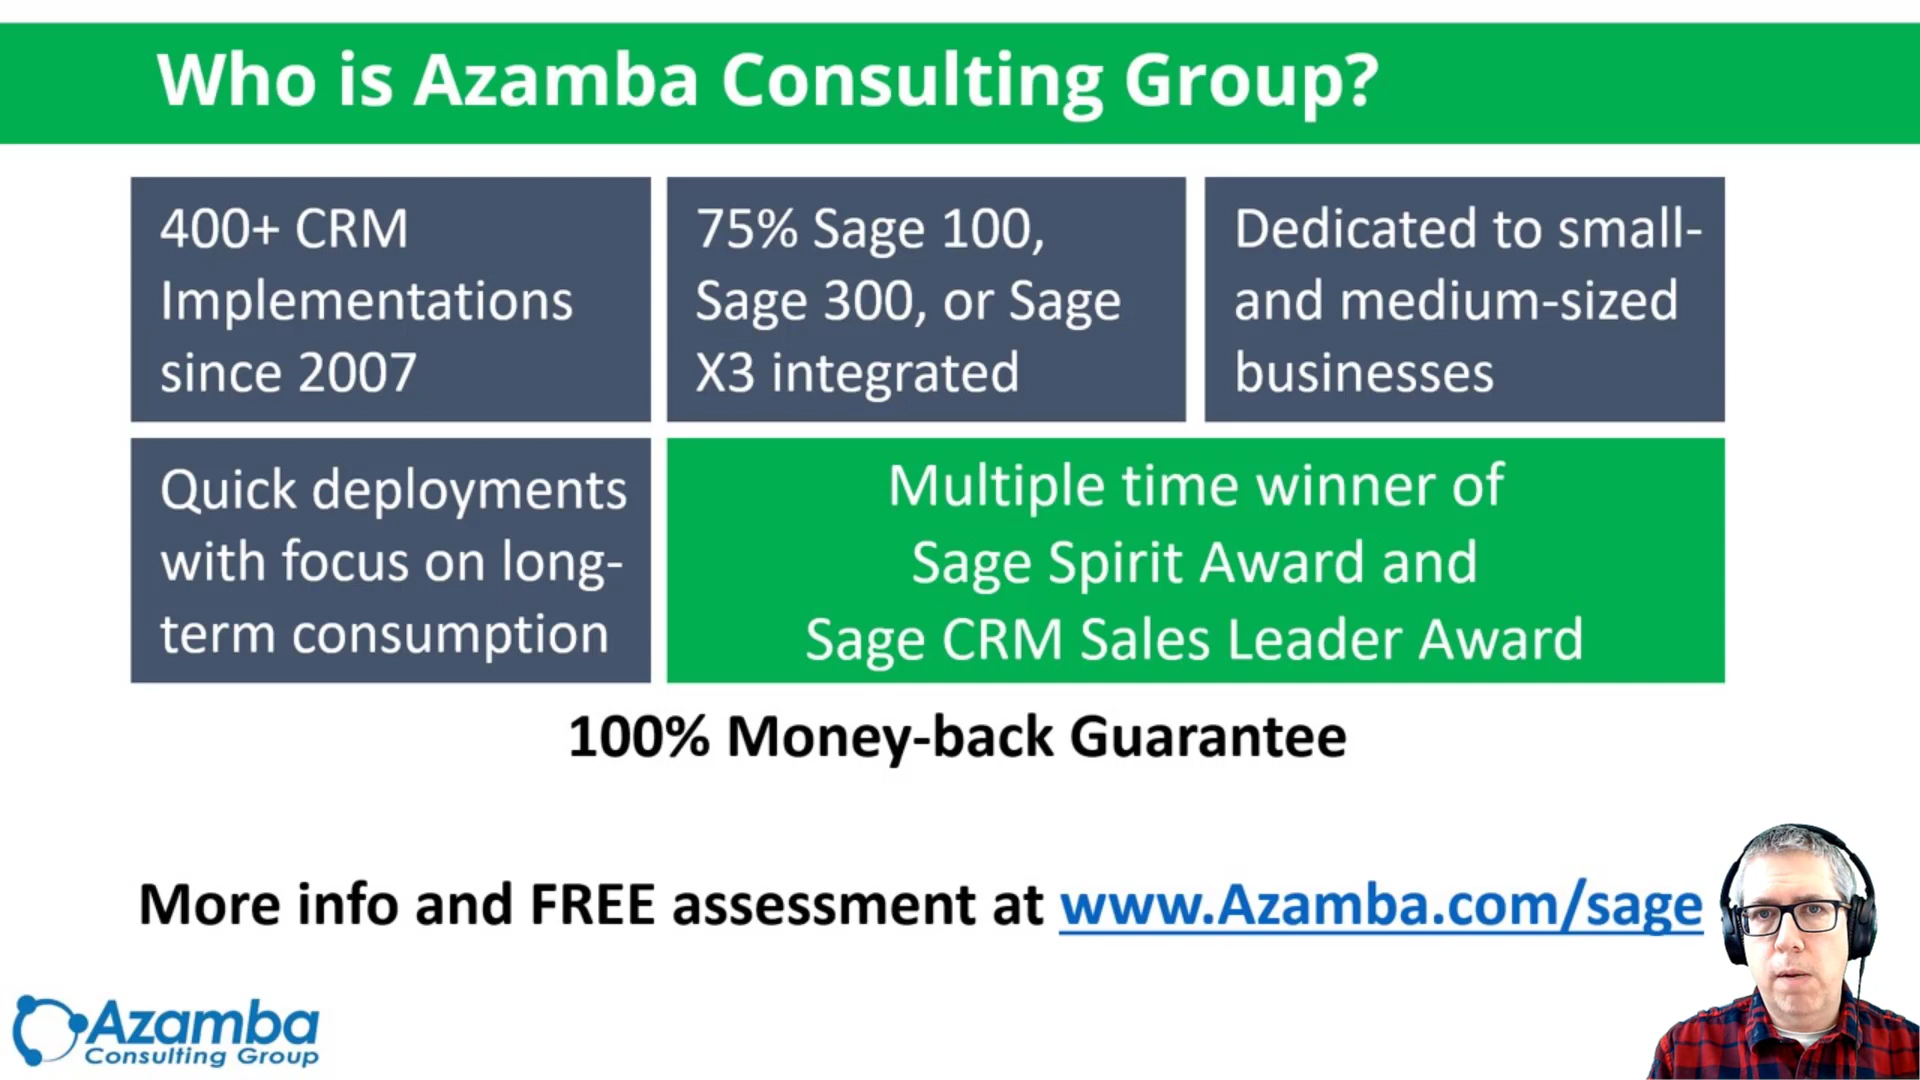 Who is Azamba Consulting Group?
400+ CRM
Implementations
since 2007
75% Sage 100,
Sage 300, or Sage
X3 integrated
Dedicated to small-
and medium-sized
businesses
Quick deployments
with focus on long-
term consumption
Multiple time winner of
Sage Spirit Award and
Sage CRM Sales Leader Award
100% Money-back Guarantee
More info and FREE assessment at www.Azamba.com/sage
Azamba
Consulting Group